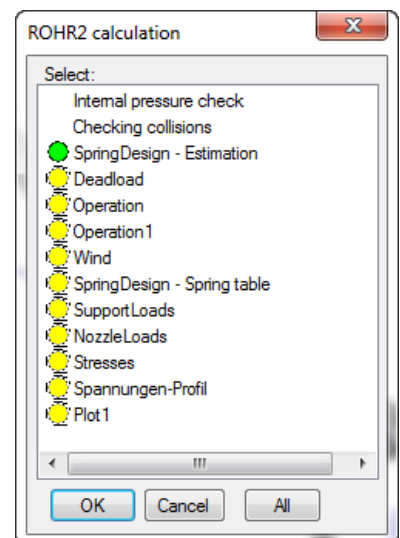 ROHR2 calculation
Select:
Internal pressure check
Checking collisions
SpringDesign - Estimation
Deadload
Operation
Operation1
Wind
SpringDesign - Spring table
SupportLoads
NozzleLoads
Stresses
Spannungen-Profil
Plot1
OK Cancel All